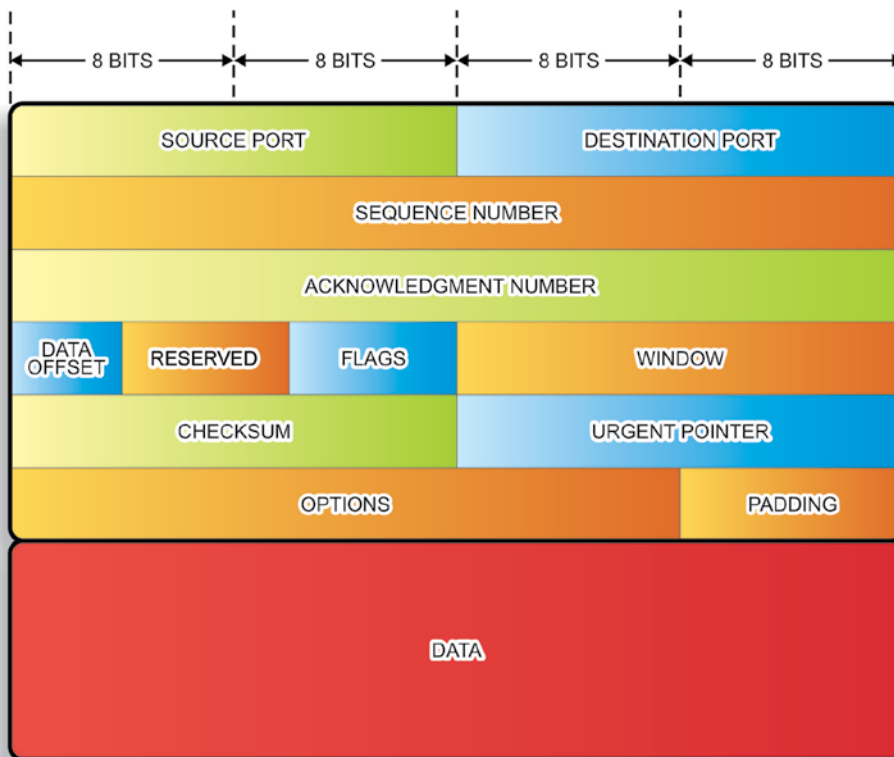 8 BITS 8 BITS 8 BITS 8 BITS
SOURCE PORT DESTINATION PORT
SEQUENCE NUMBER
ACKNOWLEDGMENT NUMBER
DATA
OFFSET RESERVED FLAGS WINDOW
CHECKSUM URGENT POINTER
OPTIONS PADDING
DATA